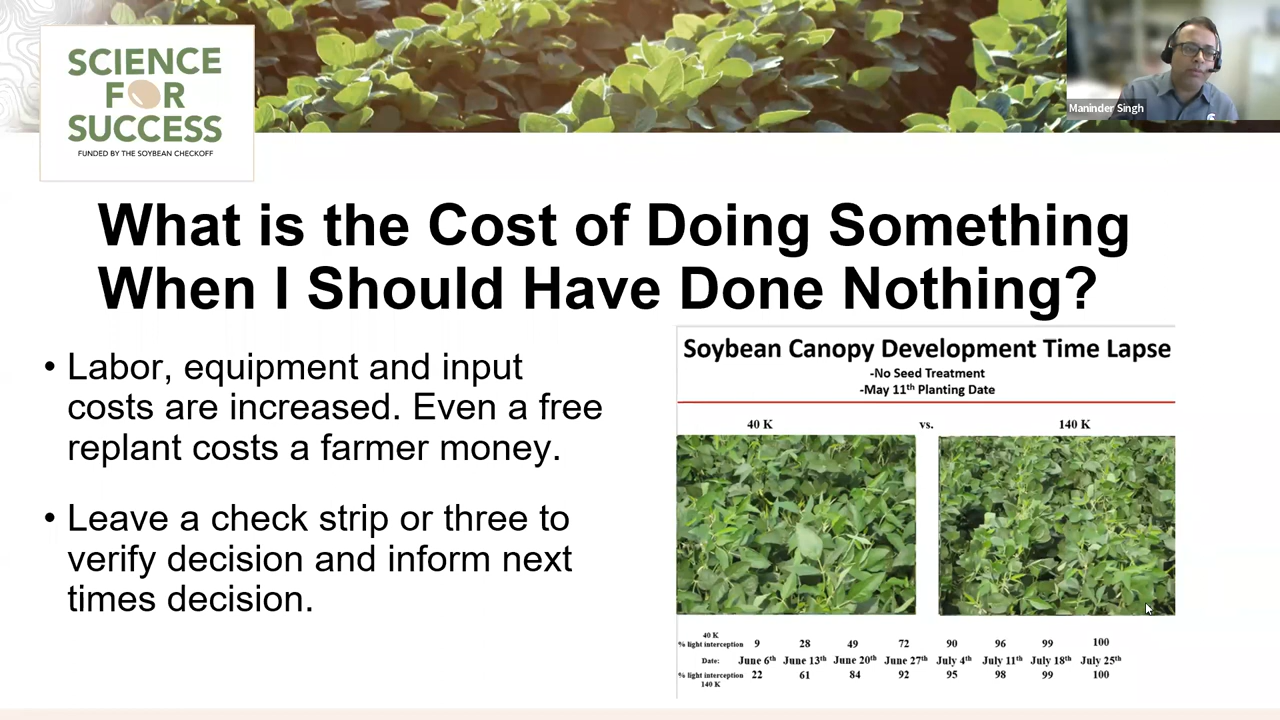 SCIENCE
FOR
SUCCESS
FUNDED BY THE SOYBEAN CHECKOFF
Maninder Singh
What is the Cost of Doing Something
When I Should Have Done Nothing?
• Labor, equipment and input
costs are increased. Even a free
replant costs a farmer money.
• Leave a check strip or three to
verify decision and inform next
times decision.
Soybean Canopy Development Time Lapse
-No Seed Treatment
-May 11th Planting Date
40 K vs. 140 K
40 K
% light interception 9 28 49 72 90 96 99 100
Date: June 6th June 13th June 20th June 27th July 4th July 11th July 18th July 25th
% light interception 22 61 84 92 95 98 99 100
140 K